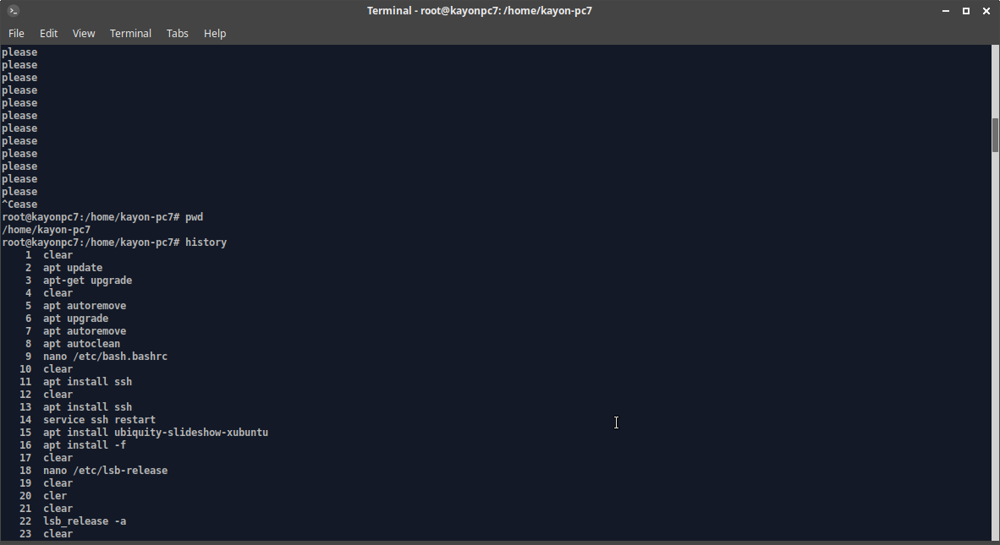 Terminal - root@kayonpc7: /home/kayon-pc7
File Edit View Terminal Tabs Help
please
please
please
please
please
please
please
please
please
please
please
please
^Cease
root@kayonpc7:/home/kayon-pc7# pwd
/home/kayon-pc7
root@kayonpc7:/home/kayon-pc7# history
1 clear
2 apt update
3 apt-get upgrade
4 clear
5 apt autoremove
6 apt upgrade
7 apt autoremove
8 apt autoclean
9 nano /etc/bash.bashrc
10 clear
11 apt install ssh
12 clear
13 apt install ssh
14 service ssh restart
15 apt install ubiquity-slideshow-xubuntu
16 apt install -f
17 clear
18 nano /etc/lsb-release
19 clear
20 cler
21 clear
22 lsb_release -a
23 clear